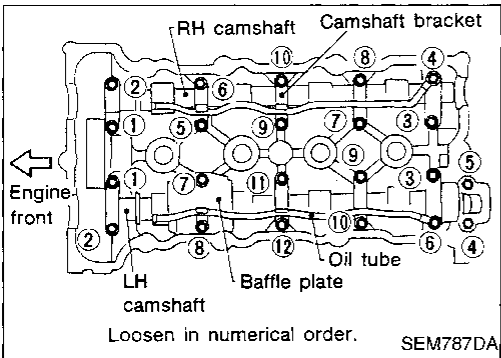 RH camshaft
Camshaft bracket
10
8
4
2
6
1
5
9
7
3
9
1
7
11
3
5
Engine
front
2
8
12
10
6
4
Oil tube
LH
camshaft
Baffle plate
Loosen in numerical order.
SEM787DA